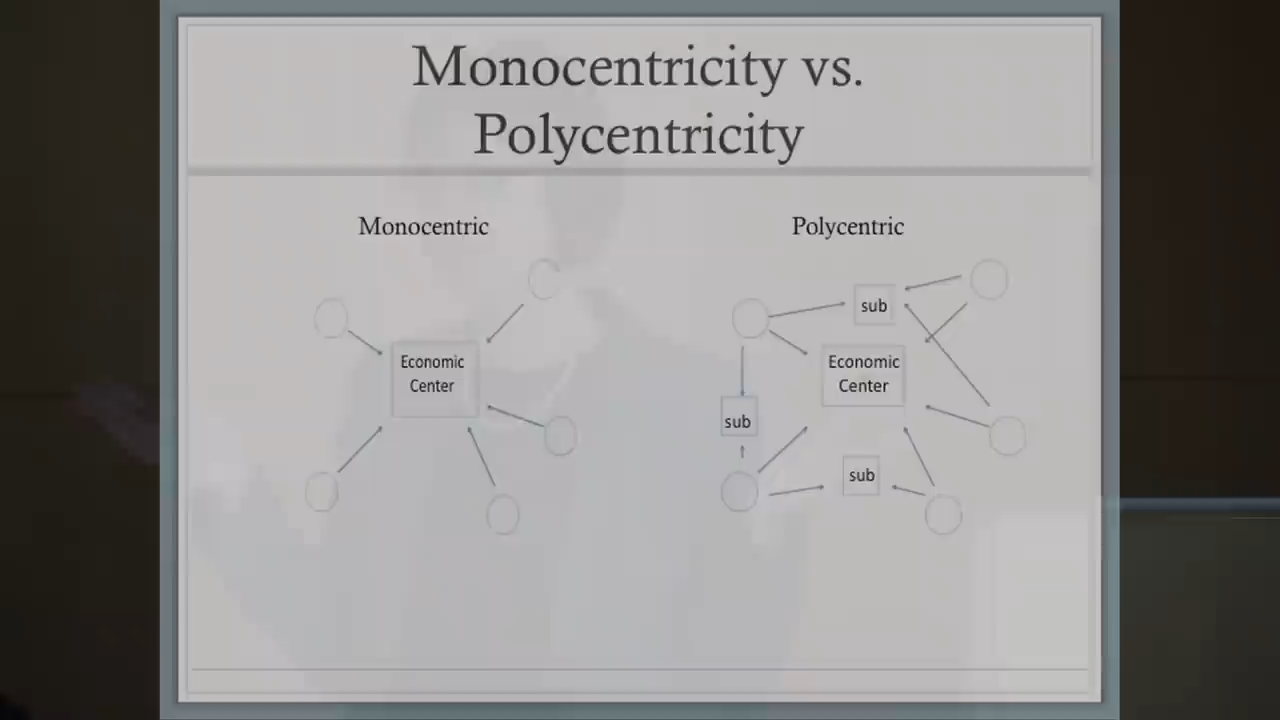 Monocentricity vs.
Polycentricity
Monocentric
Polycentric
Economic
Center
sub
Economic
Center
sub
sub